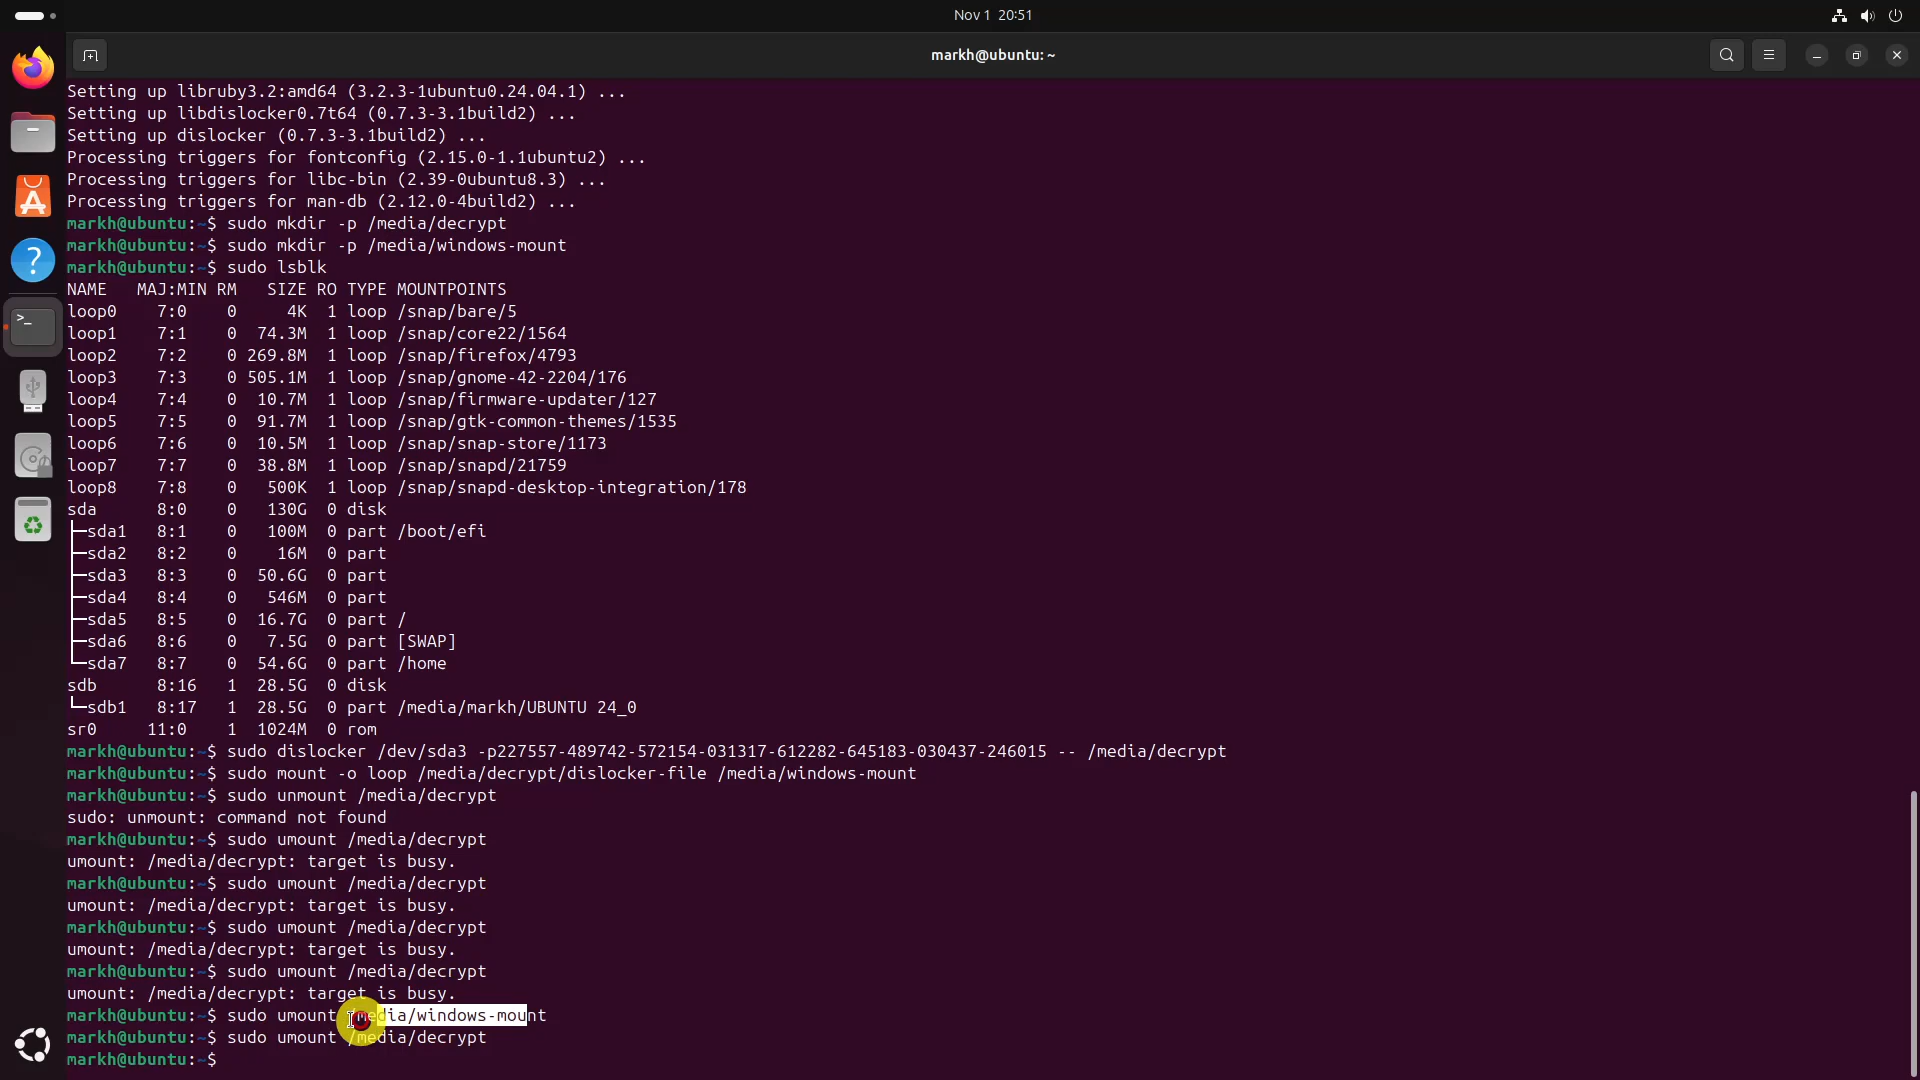 Nov 1 20:51
markh@ubuntu: ~
Setting up libruby3.2:amd64 (3.2.3-1ubuntu0.24.04.1) ...
Setting up libdislocker0.7t64 (0.7.3-3.1build2) ...
Setting up dislocker (0.7.3-3.1build2) ...
Processing triggers for fontconfig (2.15.0-1.1ubuntu2) ...
Processing triggers for libc-bin (2.39-0ubuntu8.3) ...
Processing triggers for man-db (2.12.0-4build2) ...
markh@ubuntu:~$ sudo mkdir -p /media/decrypt
markh@ubuntu:~$ sudo mkdir -p /media/windows-mount
markh@ubuntu:~$ sudo lsblk
NAME   MAJ:MIN RM   SIZE RO TYPE MOUNTPOINTS
loop0    7:0    0     4K  1 loop /snap/bare/5
loop1    7:1    0  74.3M  1 loop /snap/core22/1564
loop2    7:2    0 269.8M  1 loop /snap/firefox/4793
loop3    7:3    0 505.1M  1 loop /snap/gnome-42-2204/176
loop4    7:4    0  10.7M  1 loop /snap/firmware-updater/127
loop5    7:5    0  91.7M  1 loop /snap/gtk-common-themes/1535
loop6    7:6    0  10.5M  1 loop /snap/snap-store/1173
loop7    7:7    0  38.8M  1 loop /snap/snapd/21759
loop8    7:8    0   500K  1 loop /snap/snapd-desktop-integration/178
sda      8:0    0   130G  0 disk
├─sda1   8:1    0   100M  0 part /boot/efi
├─sda2   8:2    0    16M  0 part
├─sda3   8:3    0  50.6G  0 part
├─sda4   8:4    0   546M  0 part
├─sda5   8:5    0  16.7G  0 part /
├─sda6   8:6    0   7.5G  0 part [SWAP]
└─sda7   8:7    0  54.6G  0 part /home
sdb      8:16   1  28.5G  0 disk
└─sdb1   8:17   1  28.5G  0 part /media/markh/UBUNTU 24_0
sr0     11:0    1  1024M  0 rom
markh@ubuntu:~$ sudo dislocker /dev/sda3 -p227557-489742-572154-031317-612282-645183-030437-246015 -- /media/decrypt
markh@ubuntu:~$ sudo mount -o loop /media/decrypt/dislocker-file /media/windows-mount
markh@ubuntu:~$ sudo unmount /media/decrypt
sudo: unmount: command not found
markh@ubuntu:~$ sudo umount /media/decrypt
umount: /media/decrypt: target is busy.
markh@ubuntu:~$ sudo umount /media/decrypt
umount: /media/decrypt: target is busy.
markh@ubuntu:~$ sudo umount /media/decrypt
umount: /media/decrypt: target is busy.
markh@ubuntu:~$ sudo umount /media/decrypt
umount: /media/decrypt: target is busy.
markh@ubuntu:~$ sudo umount /media/windows-mount
markh@ubuntu:~$ sudo umount /media/decrypt
markh@ubuntu:~$